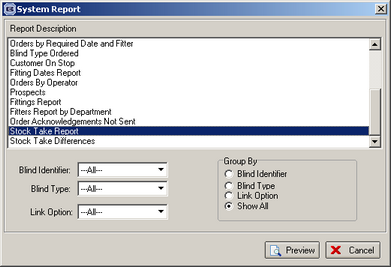 System Report
Report Description
Orders by Required Date and Fitter
Blind Type Ordered
Customer On Stop
Fitting Dates Report
Orders By Operator
Prospects
Fittings Report
Fitters Report by Department
Order Acknowledgements Not Sent
Stock Take Report
Stock Take Differences
Blind Identifier: ---All---
Blind Type: ---All---
Link Option: ---All---
Group By
Blind Identifier
Blind Type
Link Option
Show All
Preview Cancel